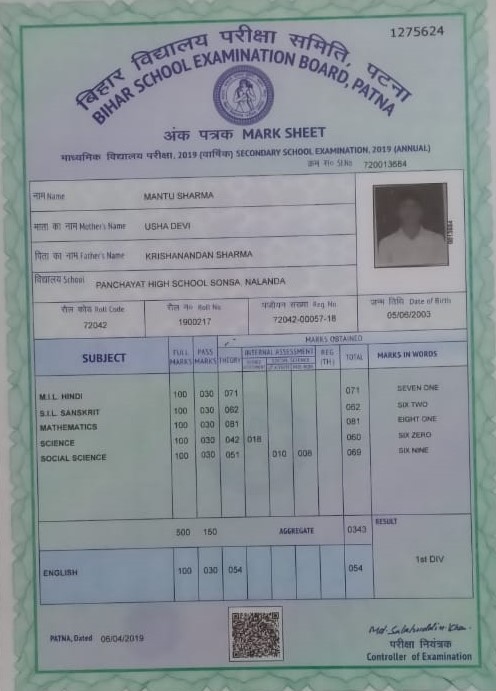 1275624
बिहार विद्यालय परीक्षा समिति, पटना
BIHAR SCHOOL EXAMINATION BOARD, PATNA
अंक पत्रक MARK SHEET
माध्यमिक विद्यालय परीक्षा, 2019 (वार्षिक) SECONDARY SCHOOL EXAMINATION, 2019 (ANNUAL)
क्रम सं० Sl.No 720013684
नाम Name MANTU SHARMA
माता का नाम Mother's Name USHA DEVI
पिता का नाम Father's Name KRISHANANDAN SHARMA
विद्यालय School PANCHAYAT HIGH SCHOOL SONSA, NALANDA
रौल कोड Roll Code रौल न० Roll No पंजीयन संख्या Reg. No जन्म तिथि Date of Birth
72042 1900217 72042-00057-18 05/06/2003
SUBJECT FULL MARKS PASS MARKS MARKS OBTAINED MARKS IN WORDS
THEORY INTERNAL ASSESSMENT REG (TH.) TOTAL
M.I.L. HINDI 100 030 071 071 SEVEN ONE
S.I.L. SANSKRIT 100 030 062 062 SIX TWO
MATHEMATICS 100 030 081 081 EIGHT ONE
SCIENCE 100 030 042 018 060 SIX ZERO
SOCIAL SCIENCE 100 030 051 010 008 069 SIX NINE
500 150 AGGREGATE 0343 RESULT
1st DIV
ENGLISH 100 030 054 054
PATNA, Dated 06/04/2019
परीक्षा नियंत्रक
Controller of Examination